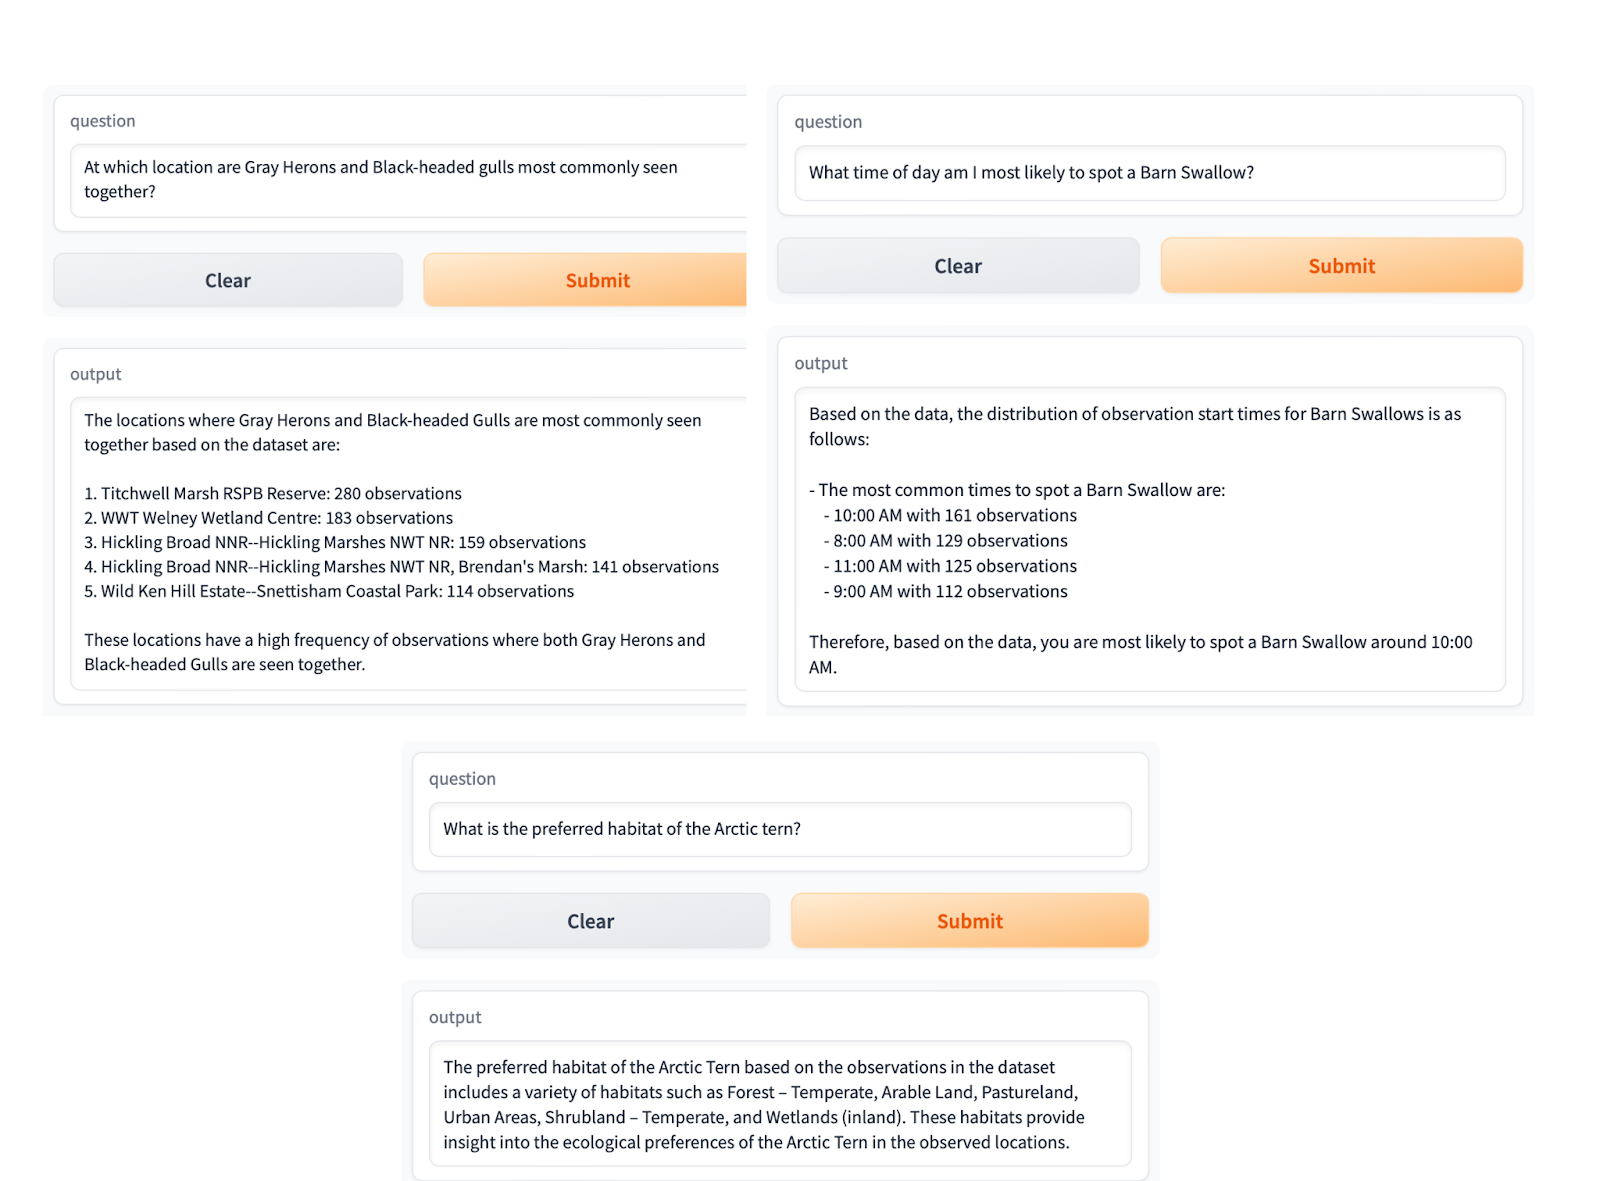 question
At which location are Gray Herons and Black-headed gulls most commonly seen
together?
Clear
Submit
output
The locations where Gray Herons and Black-headed Gulls are most commonly seen
together based on the dataset are:
1. Titchwell Marsh RSPB Reserve: 280 observations
2. WWT Welney Wetland Centre: 183 observations
3. Hickling Broad NNR--Hickling Marshes NWT NR: 159 observations
4. Hickling Broad NNR--Hickling Marshes NWT NR, Brendan's Marsh: 141 observations
5. Wild Ken Hill Estate--Snettisham Coastal Park: 114 observations
These locations have a high frequency of observations where both Gray Herons and
Black-headed Gulls are seen together.
question
What time of day am I most likely to spot a Barn Swallow?
Clear
Submit
output
Based on the data, the distribution of observation start times for Barn Swallows is as
follows:
- The most common times to spot a Barn Swallow are:
- 10:00 AM with 161 observations
- 8:00 AM with 129 observations
- 11:00 AM with 125 observations
- 9:00 AM with 112 observations
Therefore, based on the data, you are most likely to spot a Barn Swallow around 10:00
AM.
question
What is the preferred habitat of the Arctic tern?
Clear
Submit
output
The preferred habitat of the Arctic Tern based on the observations in the dataset
includes a variety of habitats such as Forest – Temperate, Arable Land, Pastureland,
Urban Areas, Shrubland – Temperate, and Wetlands (inland). These habitats provide
insight into the ecological preferences of the Arctic Tern in the observed locations.